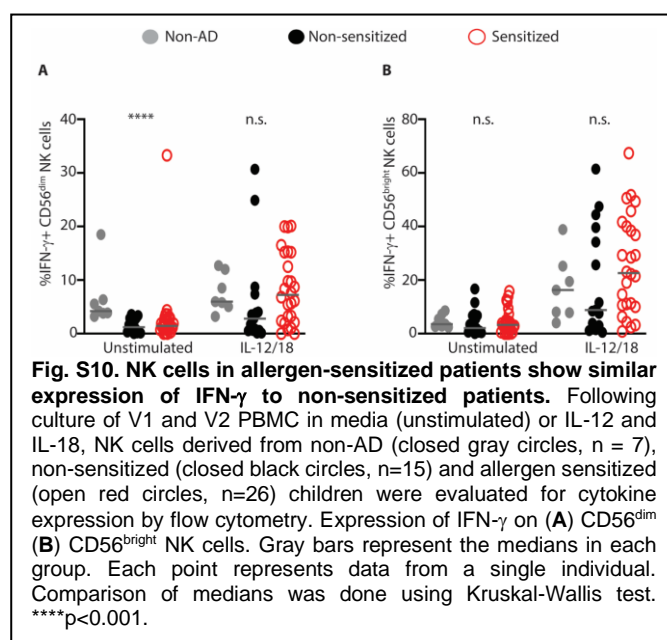 Non-AD Non-sensitized Sensitized
A
B
%IFN-γ+ CD56dim NK cells
40
30
20
10
0
****
n.s.
Unstimulated IL-12/18
%IFN-γ+ CD56bright NK cells
100
80
60
40
20
0
n.s.
n.s.
Unstimulated IL-12/18
Fig. S10. NK cells in allergen-sensitized patients show similar
expression of IFN-γ to non-sensitized patients. Following
culture of V1 and V2 PBMC in media (unstimulated) or IL-12 and
IL-18, NK cells derived from non-AD (closed gray circles, n = 7),
non-sensitized (closed black circles, n=15) and allergen sensitized
(open red circles, n=26) children were evaluated for cytokine
expression by flow cytometry. Expression of IFN-γ on (A) CD56dim
(B) CD56bright NK cells. Gray bars represent the medians in each
group. Each point represents data from a single individual.
Comparison of medians was done using Kruskal-Wallis test.
****p<0.001.